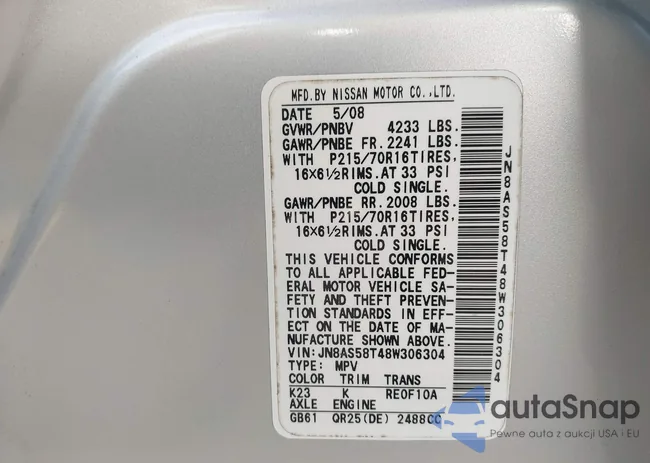 MFD.BY NISSAN MOTOR CO.,LTD.
DATE 5/08
GVWR/PNBV 4233 LBS.
GAWR/PNBE FR.2241 LBS.
WITH P215/70R16TIRES,
16×6½RIMS.AT 33 PSI
COLD SINGLE.
GAWR/PNBE RR.2008 LBS.
WITH P215/70R16TIRES,
16×6½RIMS.AT 33 PSI
COLD SINGLE.
THIS VEHICLE CONFORMS
TO ALL APPLICABLE FED-
ERAL MOTOR VEHICLE SA-
FETY AND THEFT PREVEN-
TION STANDARDS IN EFF-
ECT ON THE DATE OF MA-
NUFACTURE SHOWN ABOVE.
VIN:JN8AS58T48W306304
TYPE: MPV
COLOR TRIM TRANS
K23 K RE0F10A
AXLE ENGINE
GB61 QR25(DE) 2488CC
JN8AS58T48W306304
autaSnap
Pewne auta z aukcji USA i EU